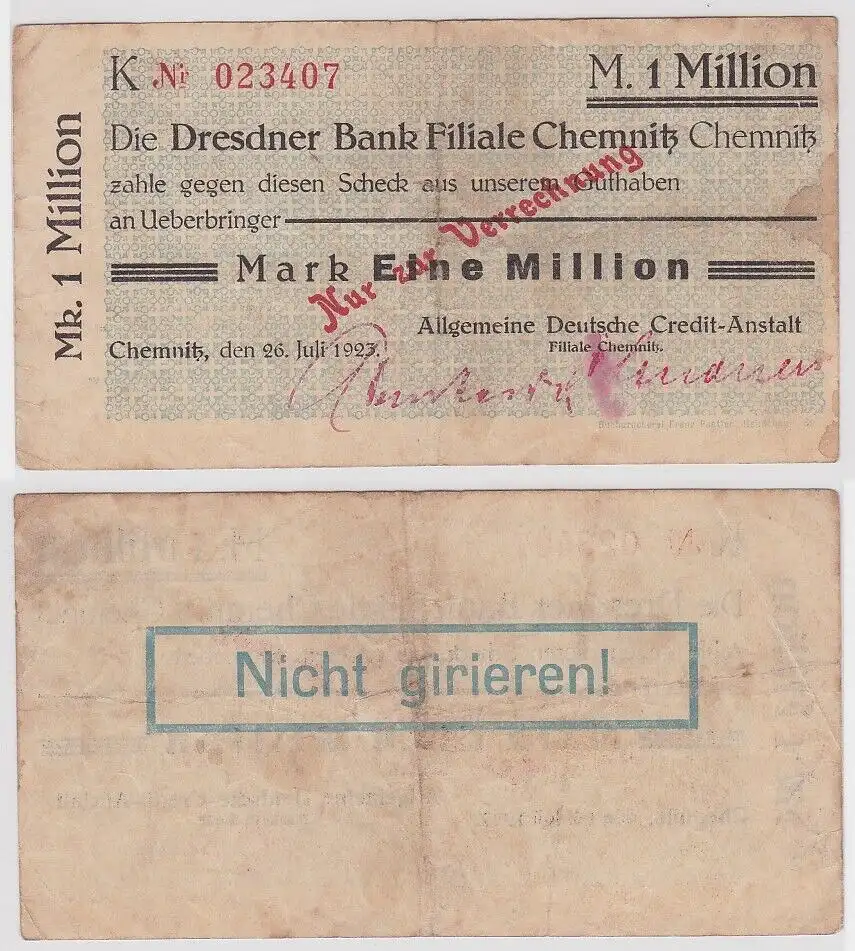 K No 023407
M. 1 Million
Mk. 1 Million
Die Dresdner Bank Filiale Chemnitz Chemnitz
zahle gegen diesen Scheck aus unserem Guthaben
an Ueberbringer
Nur zur Verrechnung
Mark Eine Million
Allgemeine Deutsche Credit-Anstalt
Filiale Chemnitz.
Chemnitz, den 26. Juli 1923.
Buchdruckerei Franz
Nicht girieren!